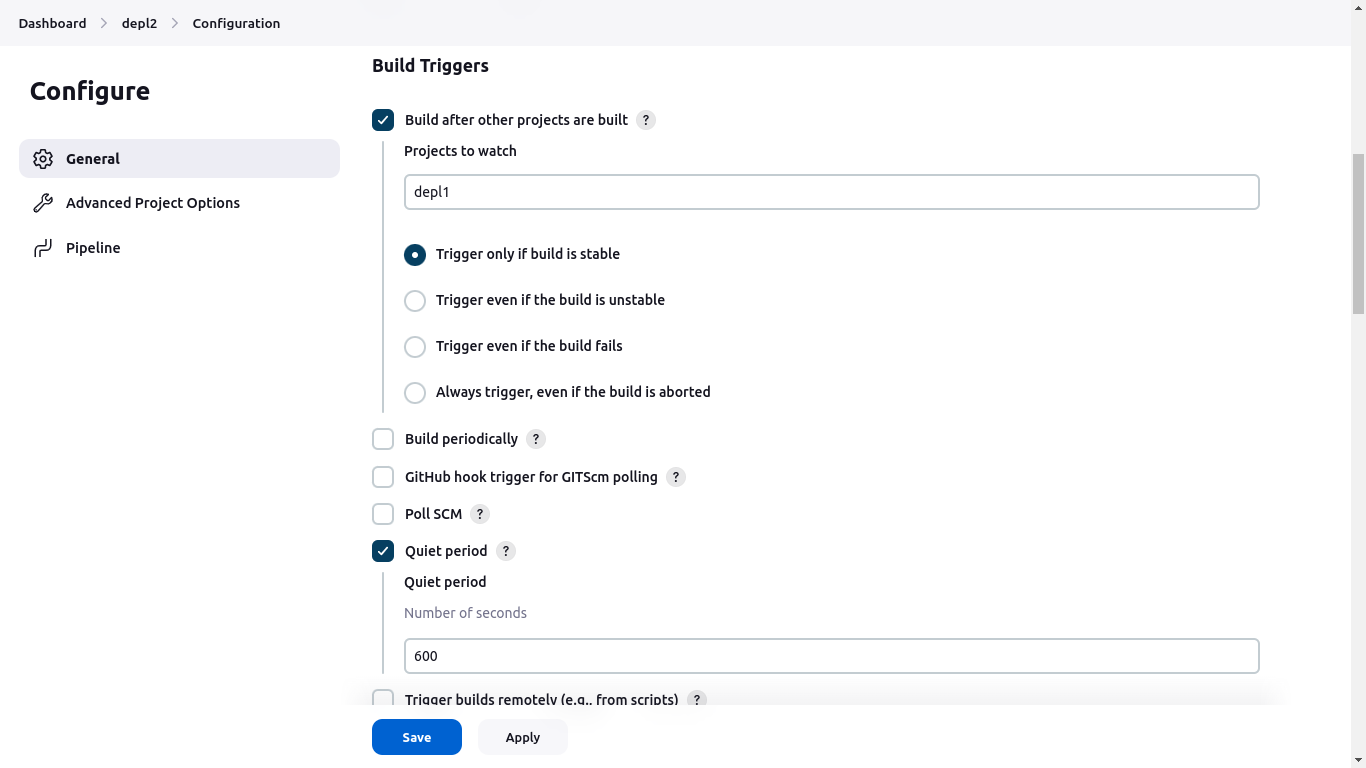 Dashboard > depl2 > Configuration
Configure
General
Advanced Project Options
Pipeline
Build Triggers
Build after other projects are built ?
Projects to watch
depl1
Trigger only if build is stable
Trigger even if the build is unstable
Trigger even if the build fails
Always trigger, even if the build is aborted
Build periodically ?
GitHub hook trigger for GITScm polling ?
Poll SCM ?
Quiet period ?
Quiet period
Number of seconds
600
Trigger builds remotely (e.g., from scripts) ?
Save Apply